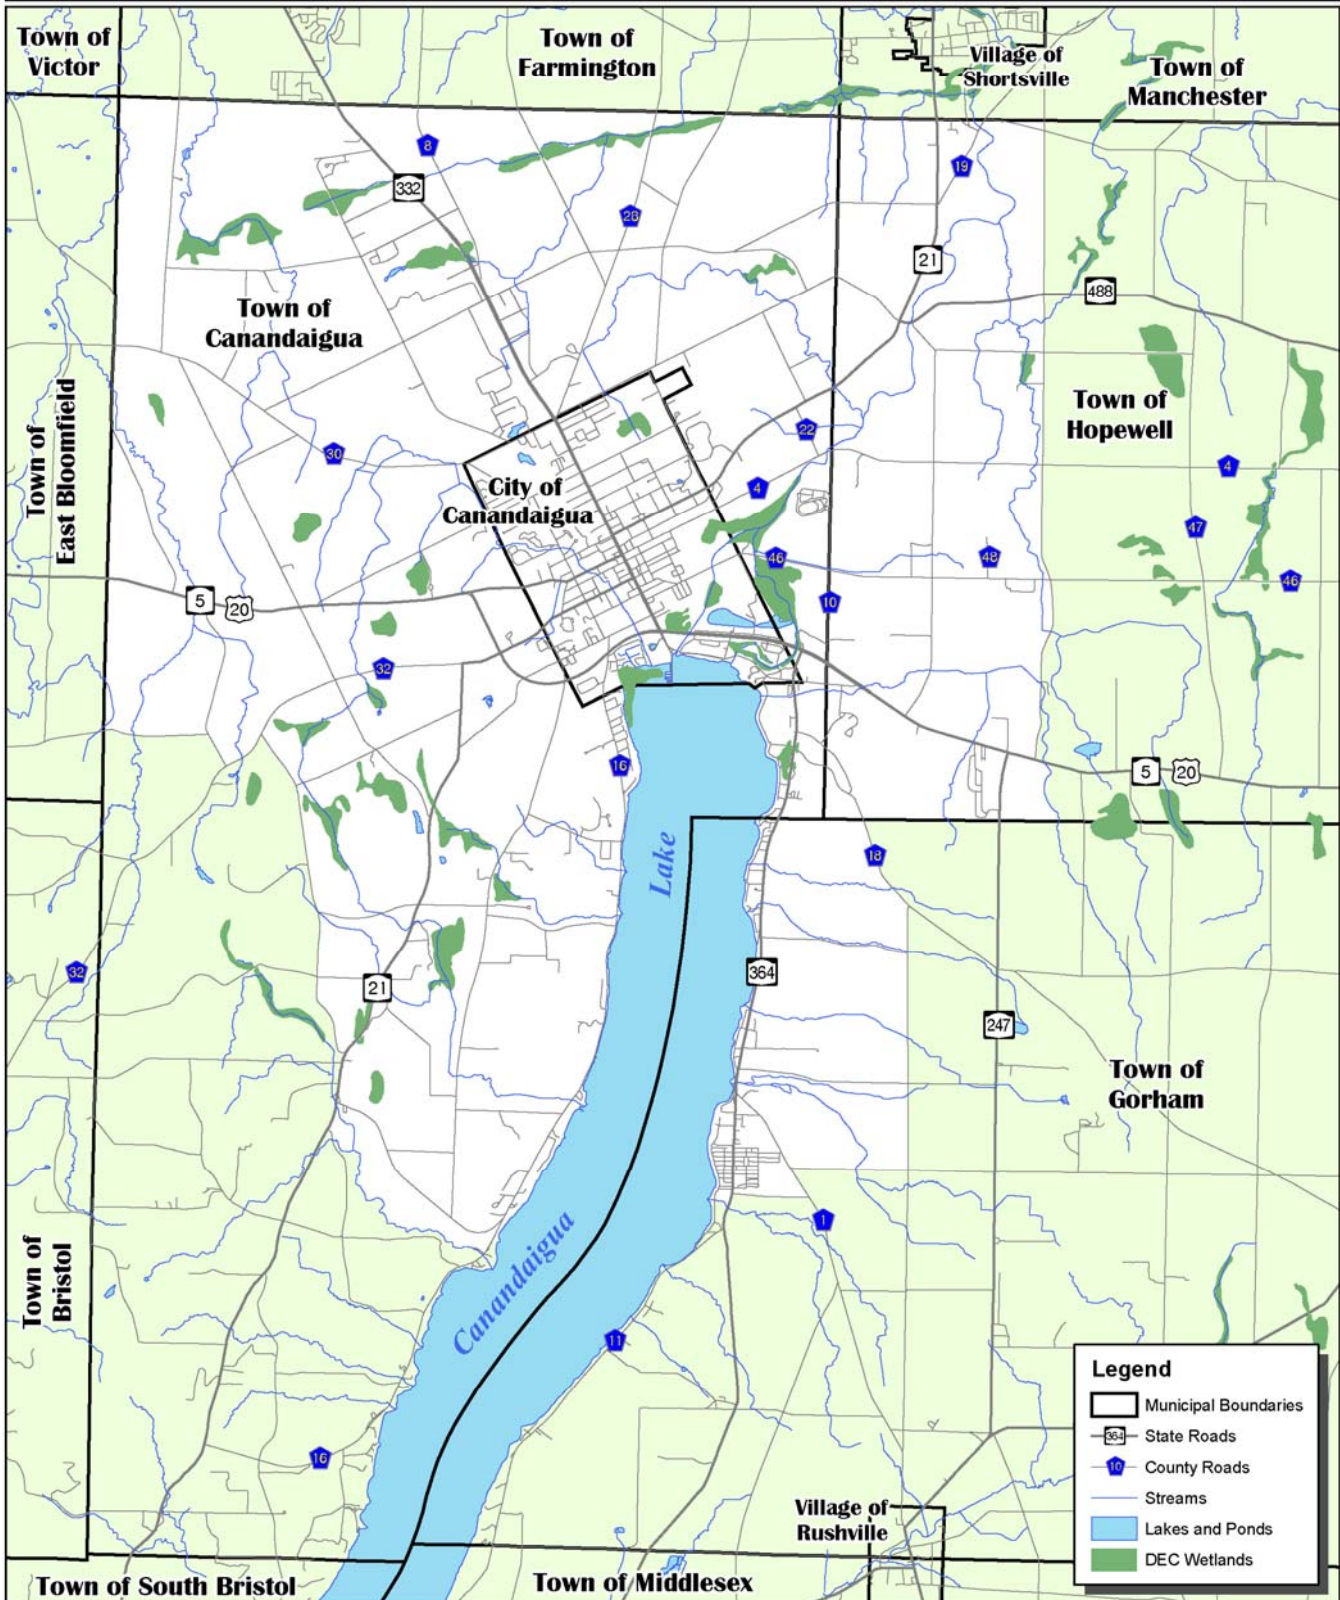 Town of
Victor
Town of
Farmington
Village of
Shortsville
Town of
Manchester
8
19
332
28
21
488
Town of
Canandaigua
Town of
East Bloomfield
Town of
Hopewell
22
30
4
4
City of
Canandaigua
47
46
48
46
5
20
10
32
16
5
20
Lake
18
32
21
364
247
Town of
Gorham
1
Town of
Bristol
Canandaigua
11
16
Village of
Rushville
Town of South Bristol
Town of Middlesex
Legend
Municipal Boundaries
364
State Roads
10
County Roads
Streams
Lakes and Ponds
DEC Wetlands